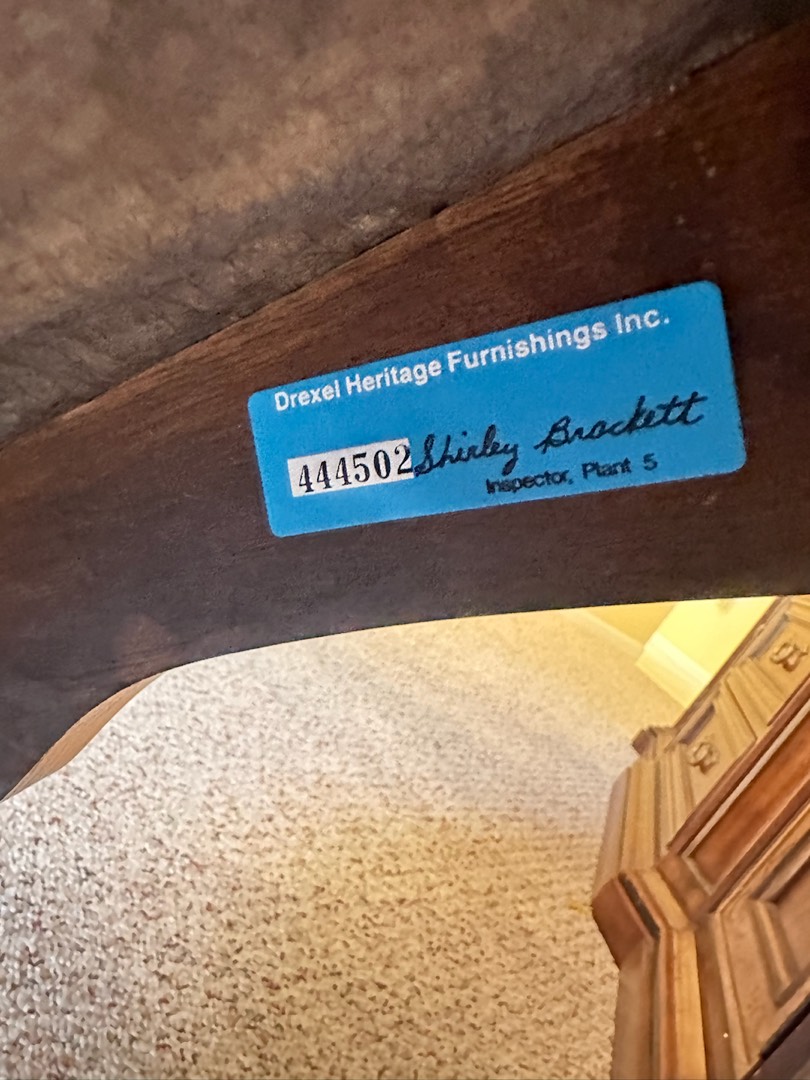 Drexel Heritage Furnishings Inc.
444502 Shirley Brackett
Inspector, Plant 5